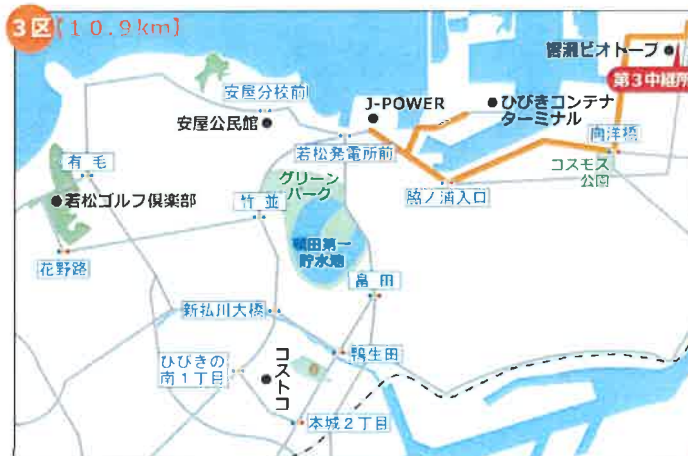 3区【10.9km】
響灘ビオトープ
第3中継所
安屋分校前
J-POWER
ひびきコンテナ
ターミナル
安屋公民館
向洋橋
若松発電所前
コスモス
公園
有毛
グリーン
パーク
脇ノ浦入口
若松ゴルフ倶楽部
竹並
頓田第一
貯水池
花野路
畠田
新払川大橋
鴨生田
ひびきの
南1丁目
コストコ
本城2丁目